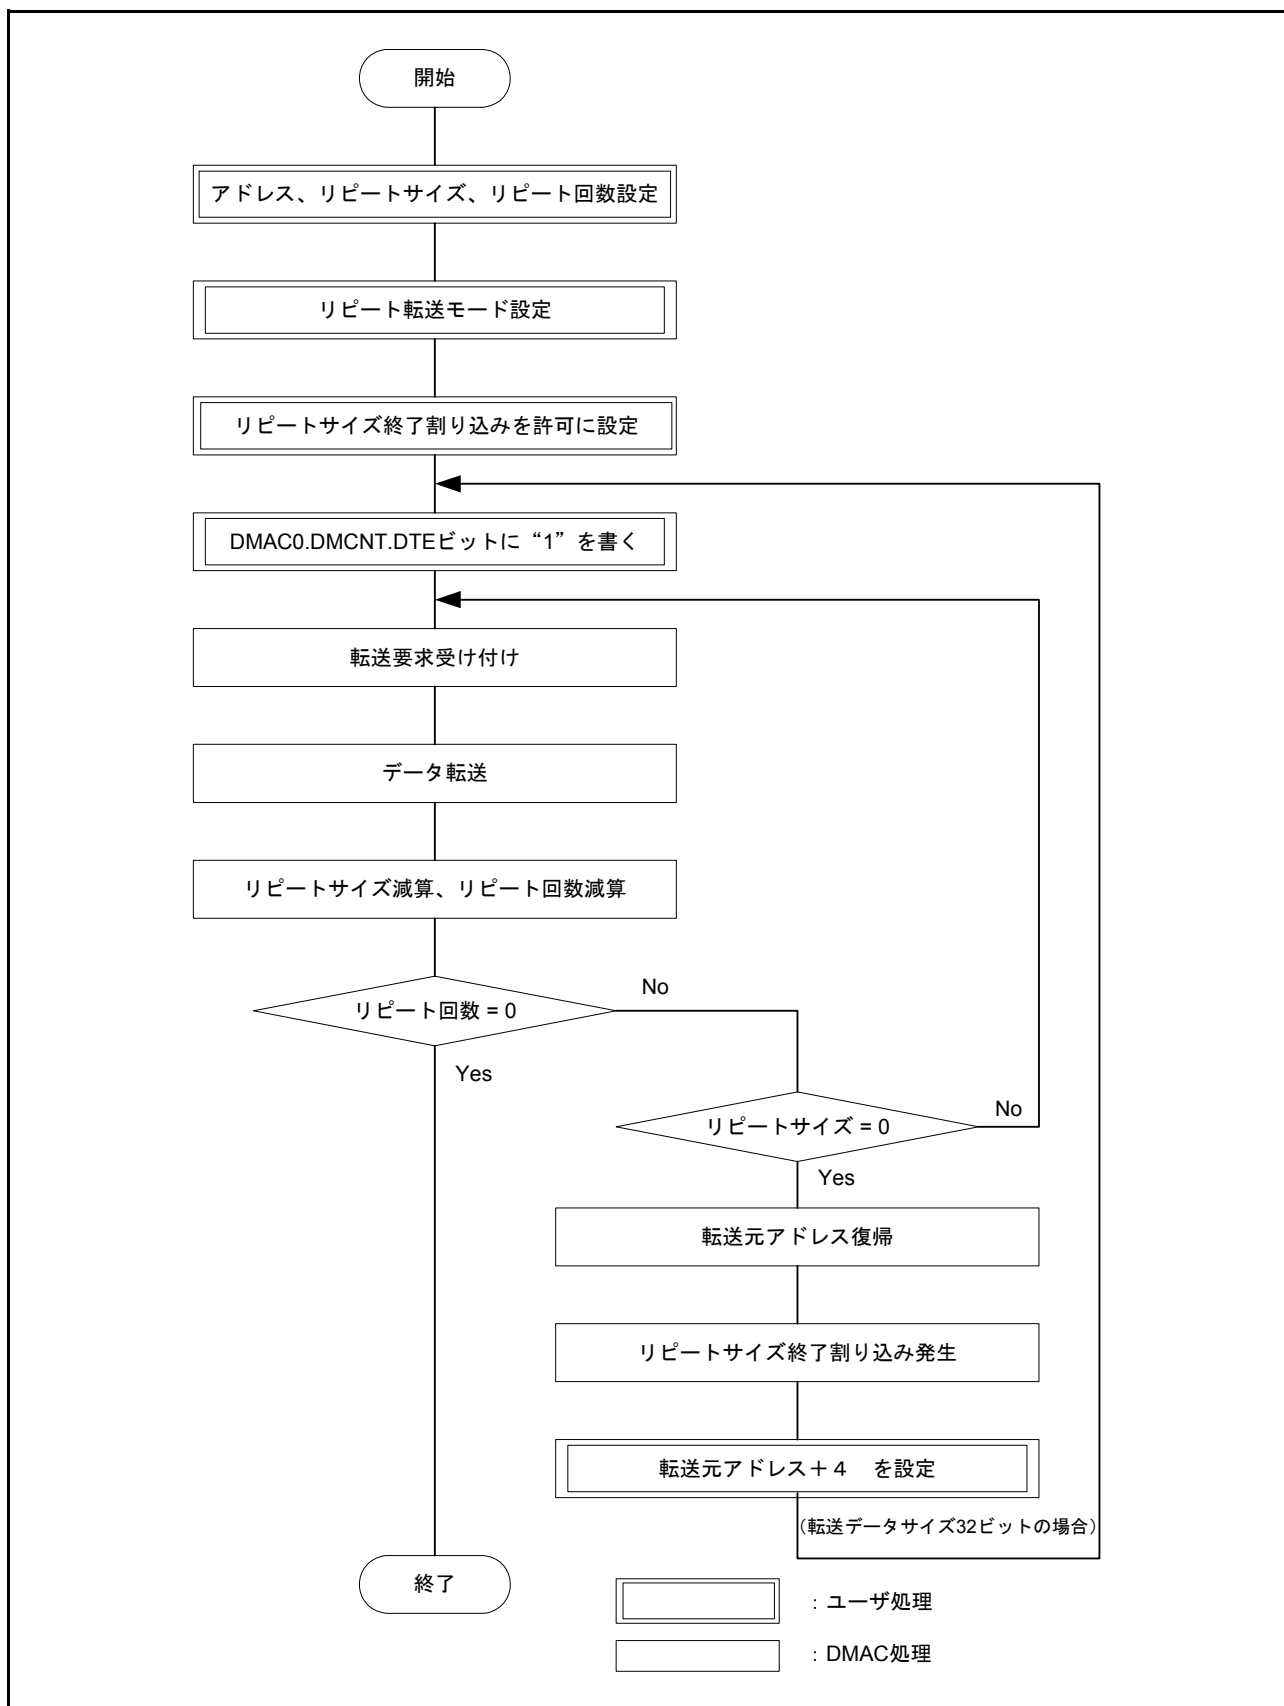 開始
アドレス、リピートサイズ、リピート回数設定
リピート転送モード設定
リピートサイズ終了割り込みを許可に設定
DMAC0.DMCNT.DTEビットに“1”を書く
転送要求受け付け
データ転送
リピートサイズ減算、リピート回数減算
リピート回数 = 0
No
Yes
リピートサイズ = 0
No
Yes
転送元アドレス復帰
リピートサイズ終了割り込み発生
転送元アドレス＋４　を設定
（転送データサイズ32ビットの場合）
終了
：ユーザ処理
：DMAC処理